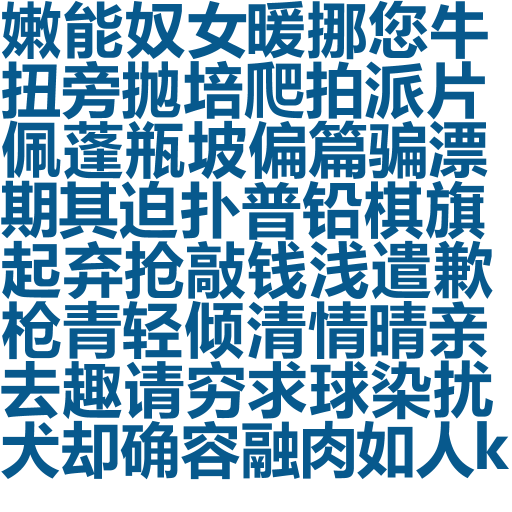 嫩能奴女暖挪您牛
扭旁抛培爬拍派片
佩蓬瓶坡偏篇骗漂
期其迫扑普铅棋旗
起弃抢敲钱浅遣歉
枪青轻倾清情晴亲
去趣请穷求球染扰
犬却确容融肉如人k